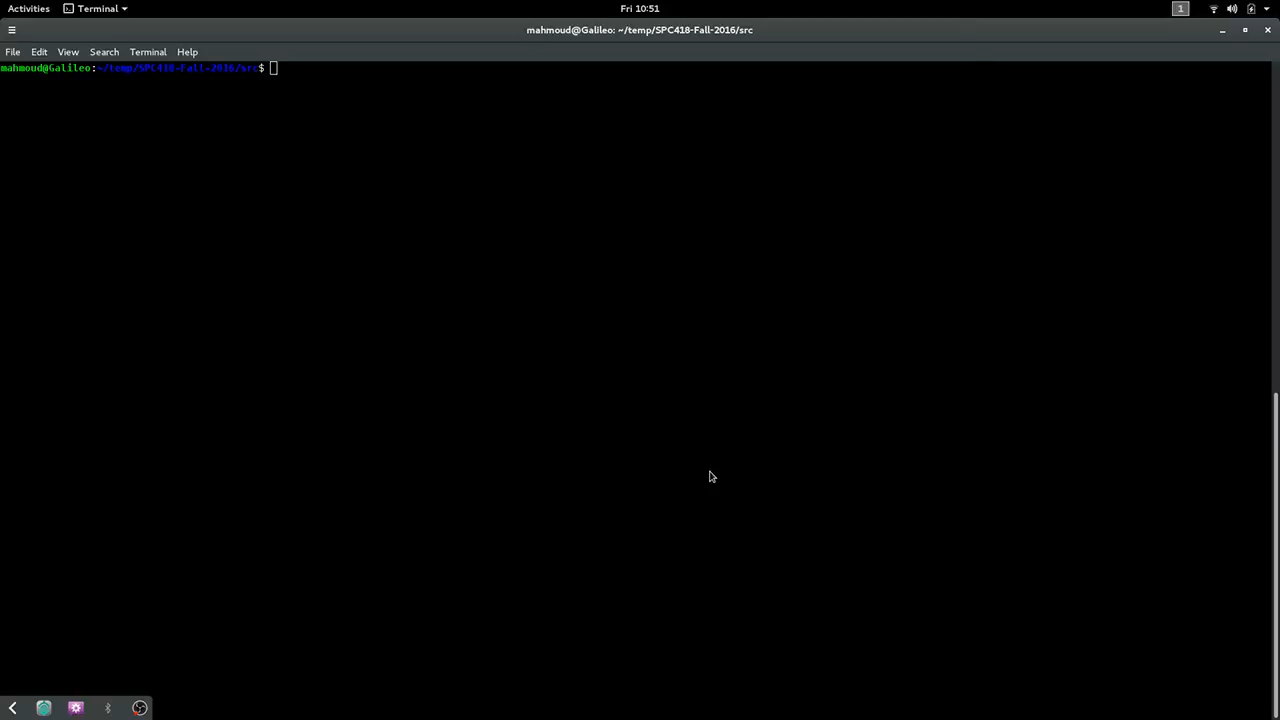 Activities Terminal Fri 10:51 1
mahmoud@Galileo: ~/temp/SPC418-Fall-2016/src
File Edit View Search Terminal Help
mahmoud@Galileo:~/temp/SPC418-Fall-2016/src$